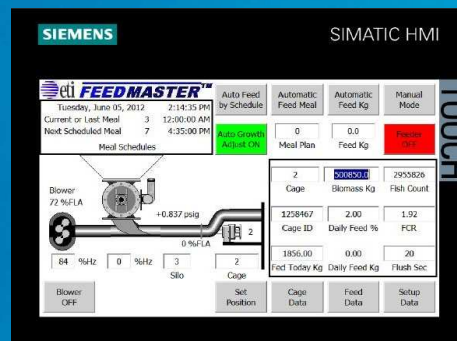 SIEMENS
SIMATIC HMI
TOUCH
eti FEEDMASTER™
Tuesday, June 05, 2012 2:14:35 PM
Current or Last Meal 3 12:00:00 AM
Next Scheduled Meal 7 4:35:00 PM
Meal Schedules
Auto Feed by Schedule
Automatic Feed Meal
Automatic Feed Kg
Manual Mode
Auto Growth Adjust ON
0
Meal Plan
0.0
Feed Kg
Feeder OFF
Blower
72 %FLA
+0.837 psig
0 %FLA
2
84 %Hz
0 %Hz
3
Silo
2
Cage
2
Cage
500850.0
Biomass Kg
2955826
Fish Count
1258467
Cage ID
2.00
Daily Feed %
1.92
FCR
1856.00
Fed Today Kg
0.00
Daily Feed Kg
20
Flush Sec
Blower OFF
Set Position
Cage Data
Feed Data
Setup Data